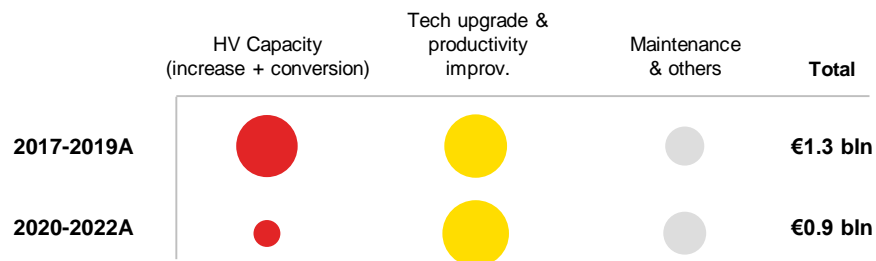 HV Capacity
(increase + conversion)
Tech upgrade &
productivity
improv.
Maintenance
& others
Total
2017-2019A
€1.3 bln
2020-2022A
€0.9 bln